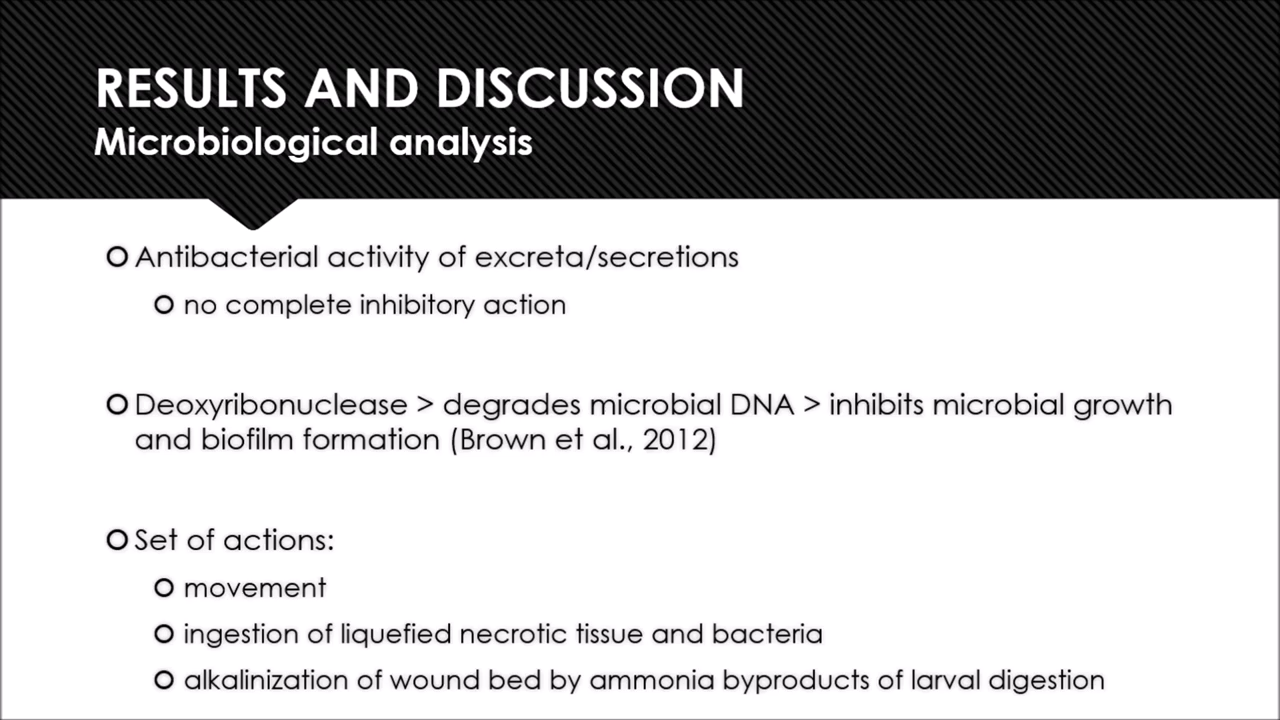 RESULTS AND DISCUSSION
Microbiological analysis
Antibacterial activity of excreta/secretions
no complete inhibitory action
Deoxyribonuclease > degrades microbial DNA > inhibits microbial growth
and biofilm formation (Brown et al., 2012)
Set of actions:
movement
ingestion of liquefied necrotic tissue and bacteria
alkalinization of wound bed by ammonia byproducts of larval digestion